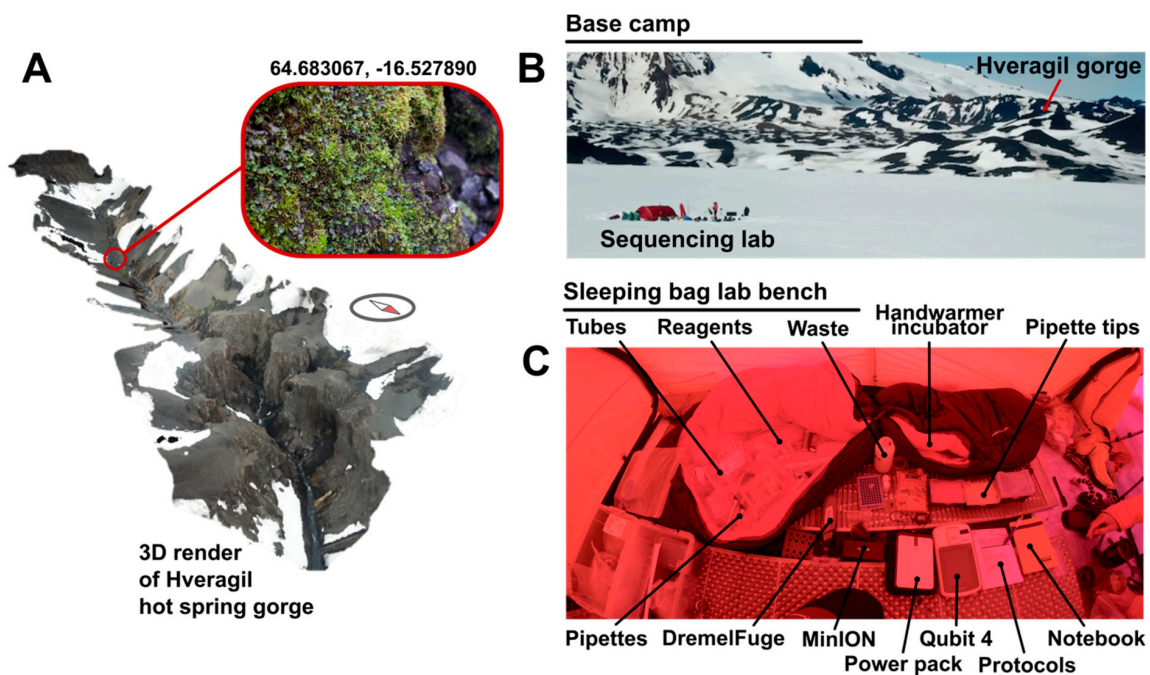 A
64.683067, -16.527890
3D render
of Hveragil
hot spring gorge
Base camp
B
Hveragil gorge
Sequencing lab
Sleeping bag lab bench
C
Tubes
Reagents
Waste
Handwarmer
incubator
Pipette tips
Pipettes
DremelFuge
MinION
Power pack
Qubit 4
Protocols
Notebook